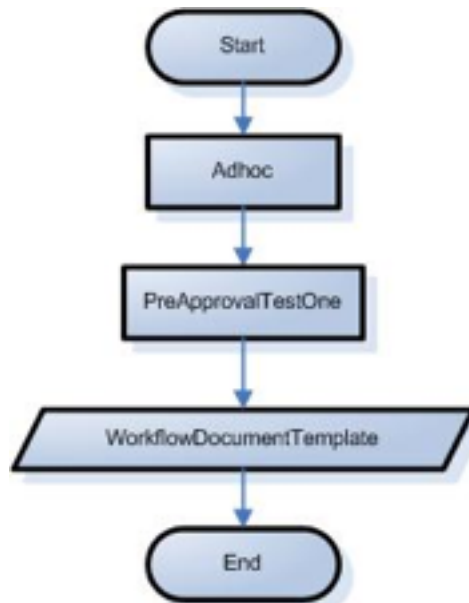 Start
Adhoc
PreApprovalTestOne
WorkflowDocumentTemplate
End